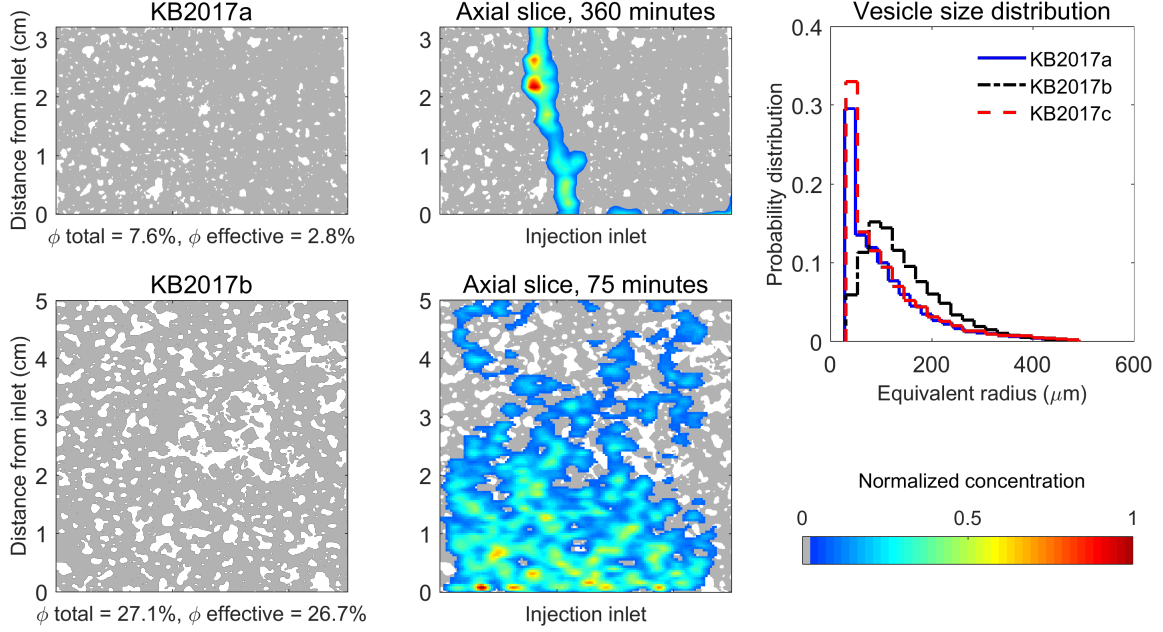 KB2017a
Distance from inlet (cm)
3
2
1
0
ϕ total = 7.6%, ϕ effective = 2.8%
Axial slice, 360 minutes
3
2
1
0
Injection inlet
Vesicle size distribution
Probability distribution
0.4
0.3
0.2
0.1
0
KB2017a
KB2017b
KB2017c
0
200
400
600
Equivalent radius (μm)
KB2017b
Distance from inlet (cm)
5
4
3
2
1
0
ϕ total = 27.1%, ϕ effective = 26.7%
Axial slice, 75 minutes
5
4
3
2
1
0
Injection inlet
Normalized concentration
0
0.5
1